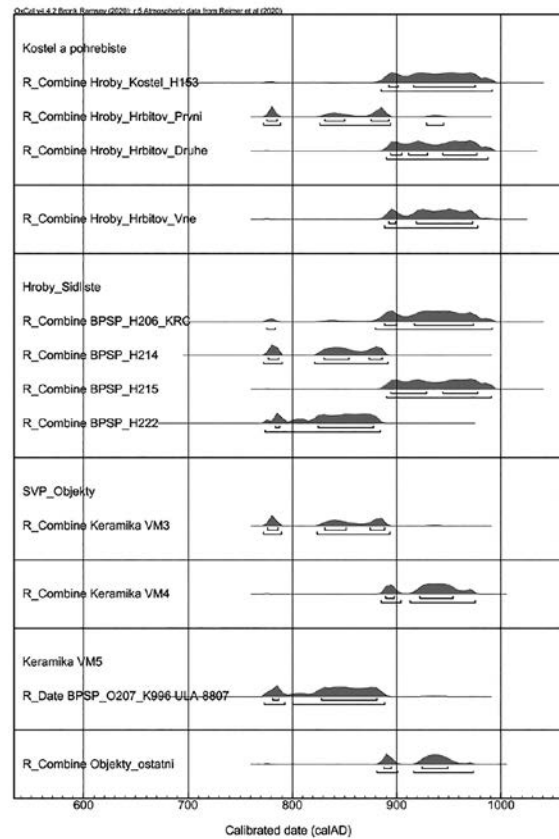 OxCal v4.4.2 Bronk Ramsey (2020); r:5 Atmospheric data from Reimer et al (2020)
Kostel a pohrebiste
R_Combine Hroby_Kostel_H153
R_Combine Hroby_Hrbitov_Prvni
R_Combine Hroby_Hrbitov_Druhe
R_Combine Hroby_Hrbitov_Vne
Hroby_Sidliste
R_Combine BPSP_H206_KRC
R_Combine BPSP_H214
R_Combine BPSP_H215
R_Combine BPSP_H222
SVP_Objekty
R_Combine Keramika VM3
R_Combine Keramika VM4
Keramika VM5
R_Date BPSP_O207_K996 ULA-8807
R_Combine Objekty_ostatni
600 700 800 900 1000
Calibrated date (calAD)